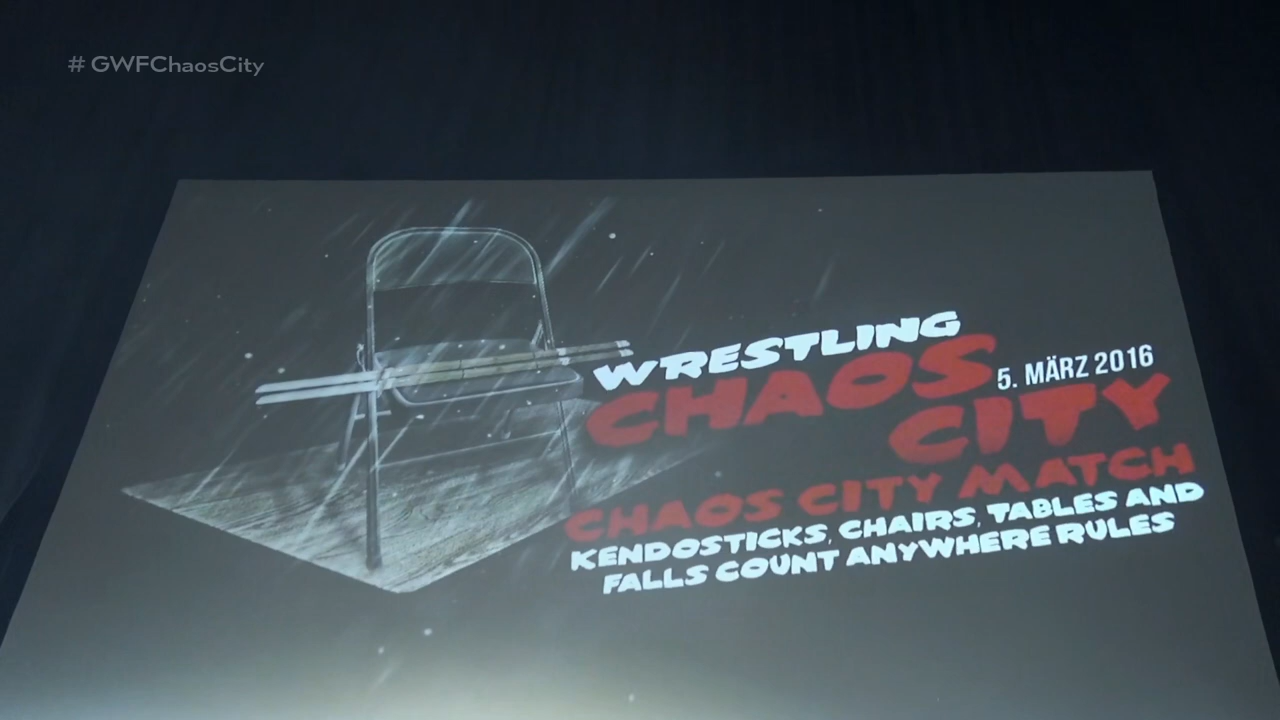 # GWFChaosCity
WRESTLING
CHAOS
5. MÄRZ 2016
CITY
CHAOS CITY MATCH
KENDOSTICKS, CHAIRS, TABLES AND
FALLS COUNT ANYWHERE RULES